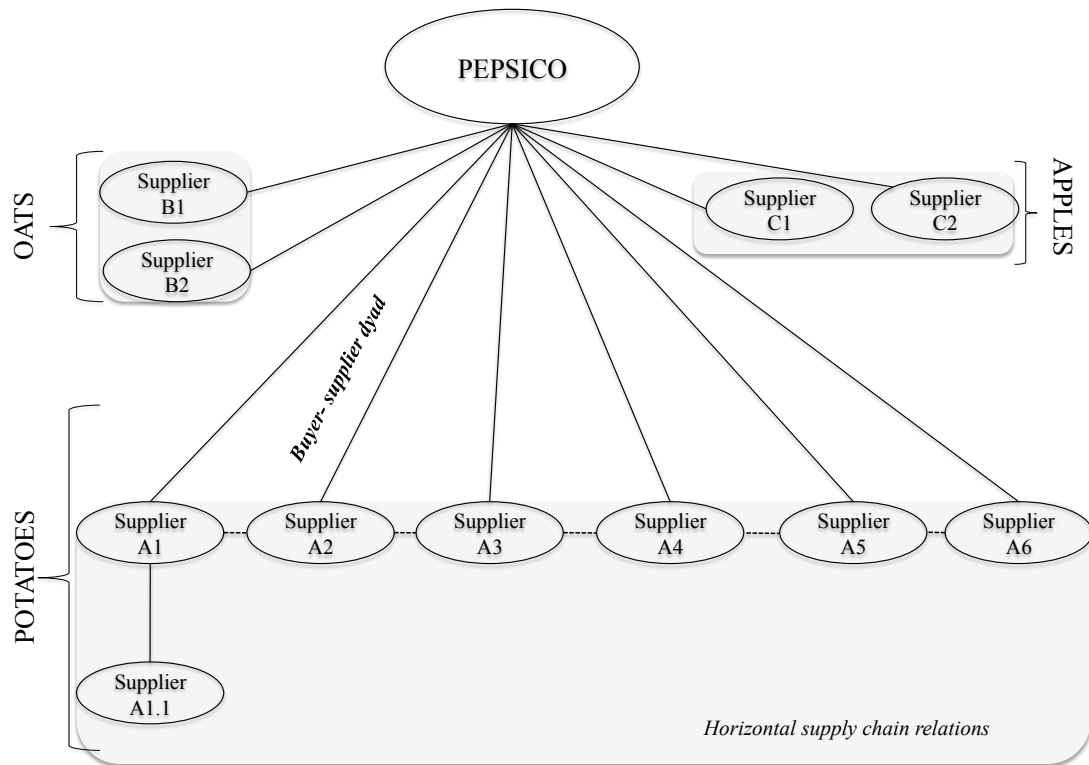 PEPSICO
OATS
Supplier
B1
Supplier
B2
Supplier
C1
Supplier
C2
APPLES
Buyer- supplier dyad
POTATOES
Supplier
A1
Supplier
A2
Supplier
A3
Supplier
A4
Supplier
A5
Supplier
A6
Supplier
A1.1
Horizontal supply chain relations